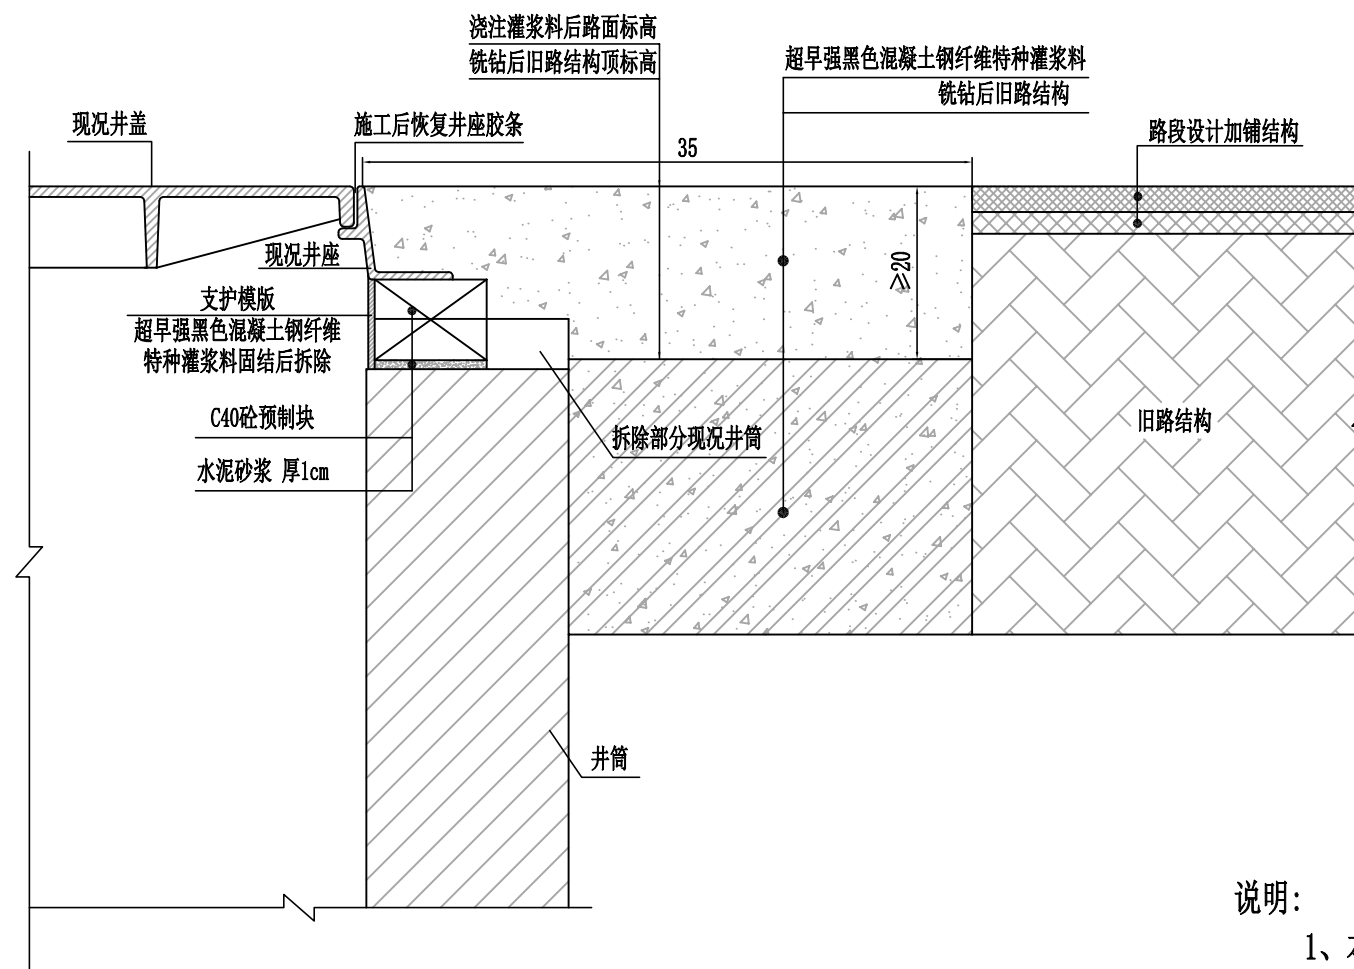 浇注灌浆料后路面标高
铣钻后旧路结构顶标高
超早强黑色混凝土钢纤维特种灌浆料
铣钻后旧路结构
现况井盖
施工后恢复井座胶条
路段设计加铺结构
35
现况井座
≥20
支护模版
超早强黑色混凝土钢纤维
特种灌浆料固结后拆除
C40砼预制块
拆除部分现况井筒
旧路结构
水泥砂浆 厚1cm
井筒
说明:
1、